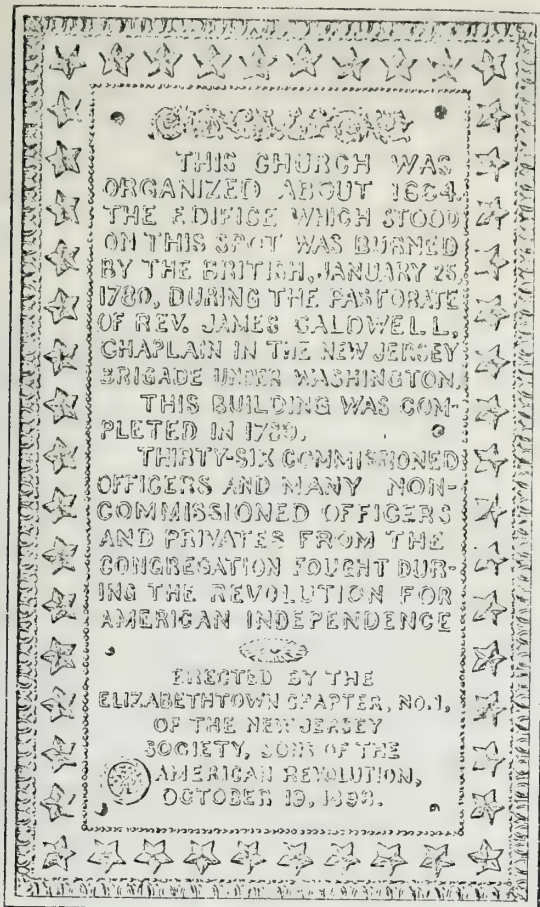 THIS CHURCH WAS
ORGANIZED ABOUT 1664.
THE EDIFICE WHICH STOOD
ON THIS SPOT WAS BURNED
BY THE BRITISH, JANUARY 25,
1780, DURING THE PASTORATE
OF REV. JAMES CALDWELL,
CHAPLAIN IN THE NEW JERSEY
BRIGADE UNDER WASHINGTON.
THIS BUILDING WAS COM-
PLETED IN 1789.
THIRTY-SIX COMMISSIONED
OFFICERS AND MANY NON-
COMMISSIONED OFFICERS
AND PRIVATES FROM THE
CONGREGATION FOUGHT DUR-
ING THE REVOLUTION FOR
AMERICAN INDEPENDENCE
ERECTED BY THE
ELIZABETHTOWN CHAPTER, NO. 1,
OF THE NEW JERSEY
SOCIETY, SONS OF THE
AMERICAN REVOLUTION,
OCTOBER 19, 1898.